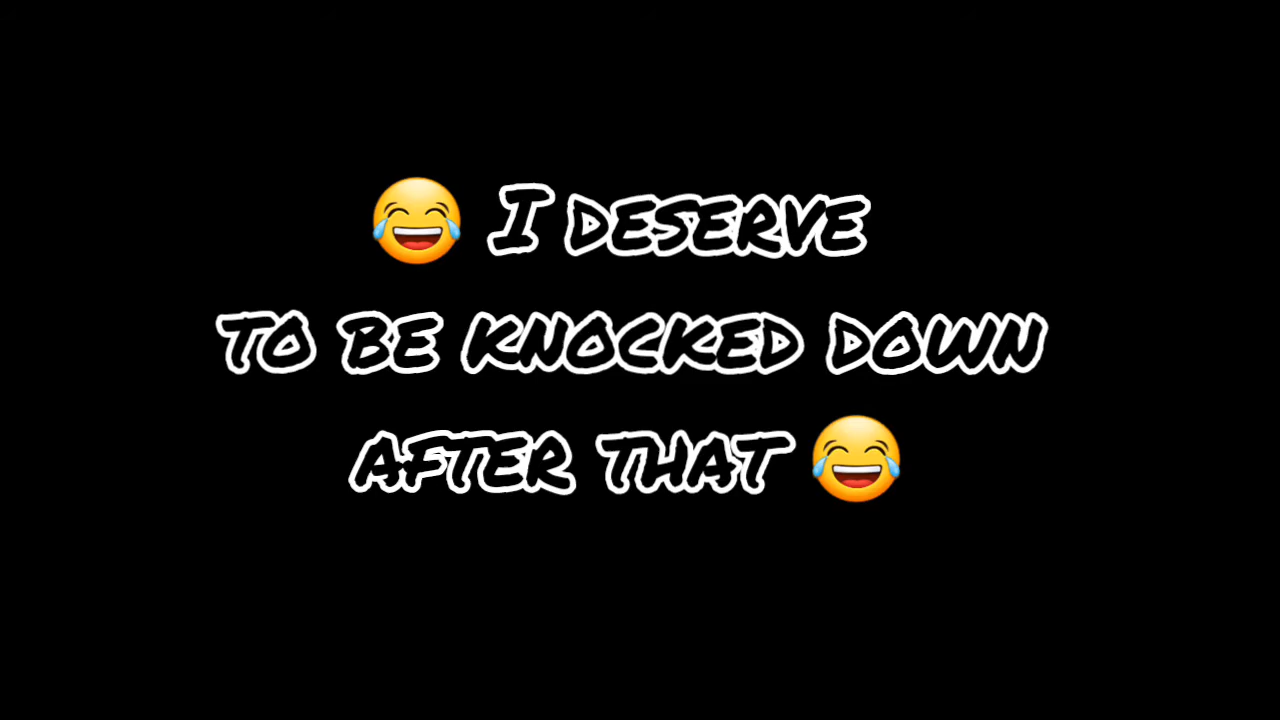 😂 I DESERVE
TO BE KNOCKED DOWN
AFTER THAT 😂